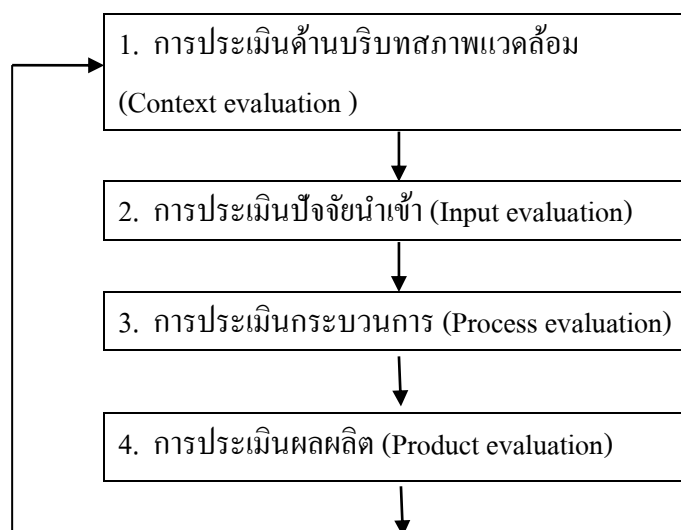 1. การประเมินด้านบริบทสภาพแวดล้อม
(Context evaluation )
2. การประเมินปัจจัยนำเข้า (Input evaluation)
3. การประเมินกระบวนการ (Process evaluation)
4. การประเมินผลผลิต (Product evaluation)